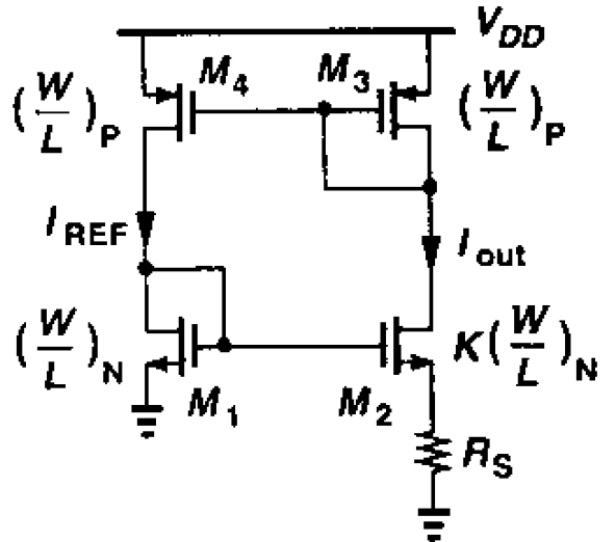 V_DD
M_4
M_3
(W/L)_P
(W/L)_P
I_REF
I_out
(W/L)_N
K(W/L)_N
M_1
M_2
R_S